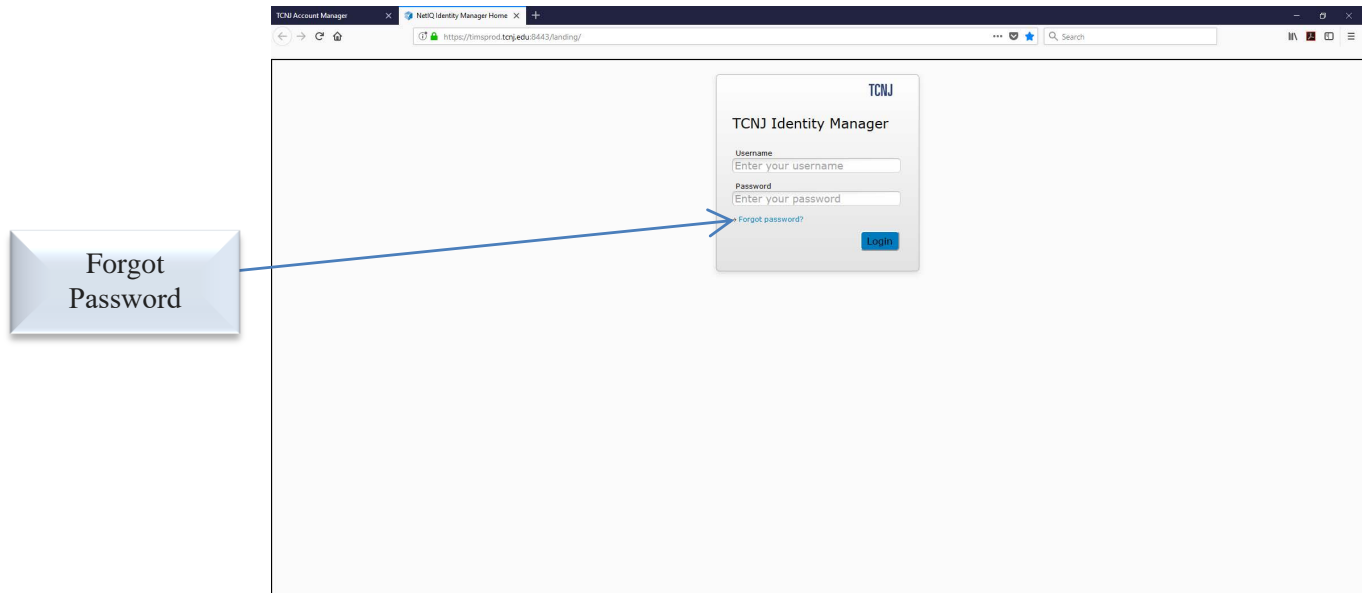 TCNJ Account Manager
NetIQ Identity Manager Home
https://timsprod.tcnj.edu:8443/landing/
Search
TCNJ
TCNJ Identity Manager
Username
Enter your username
Password
Enter your password
Forgot password?
Login
Forgot
Password